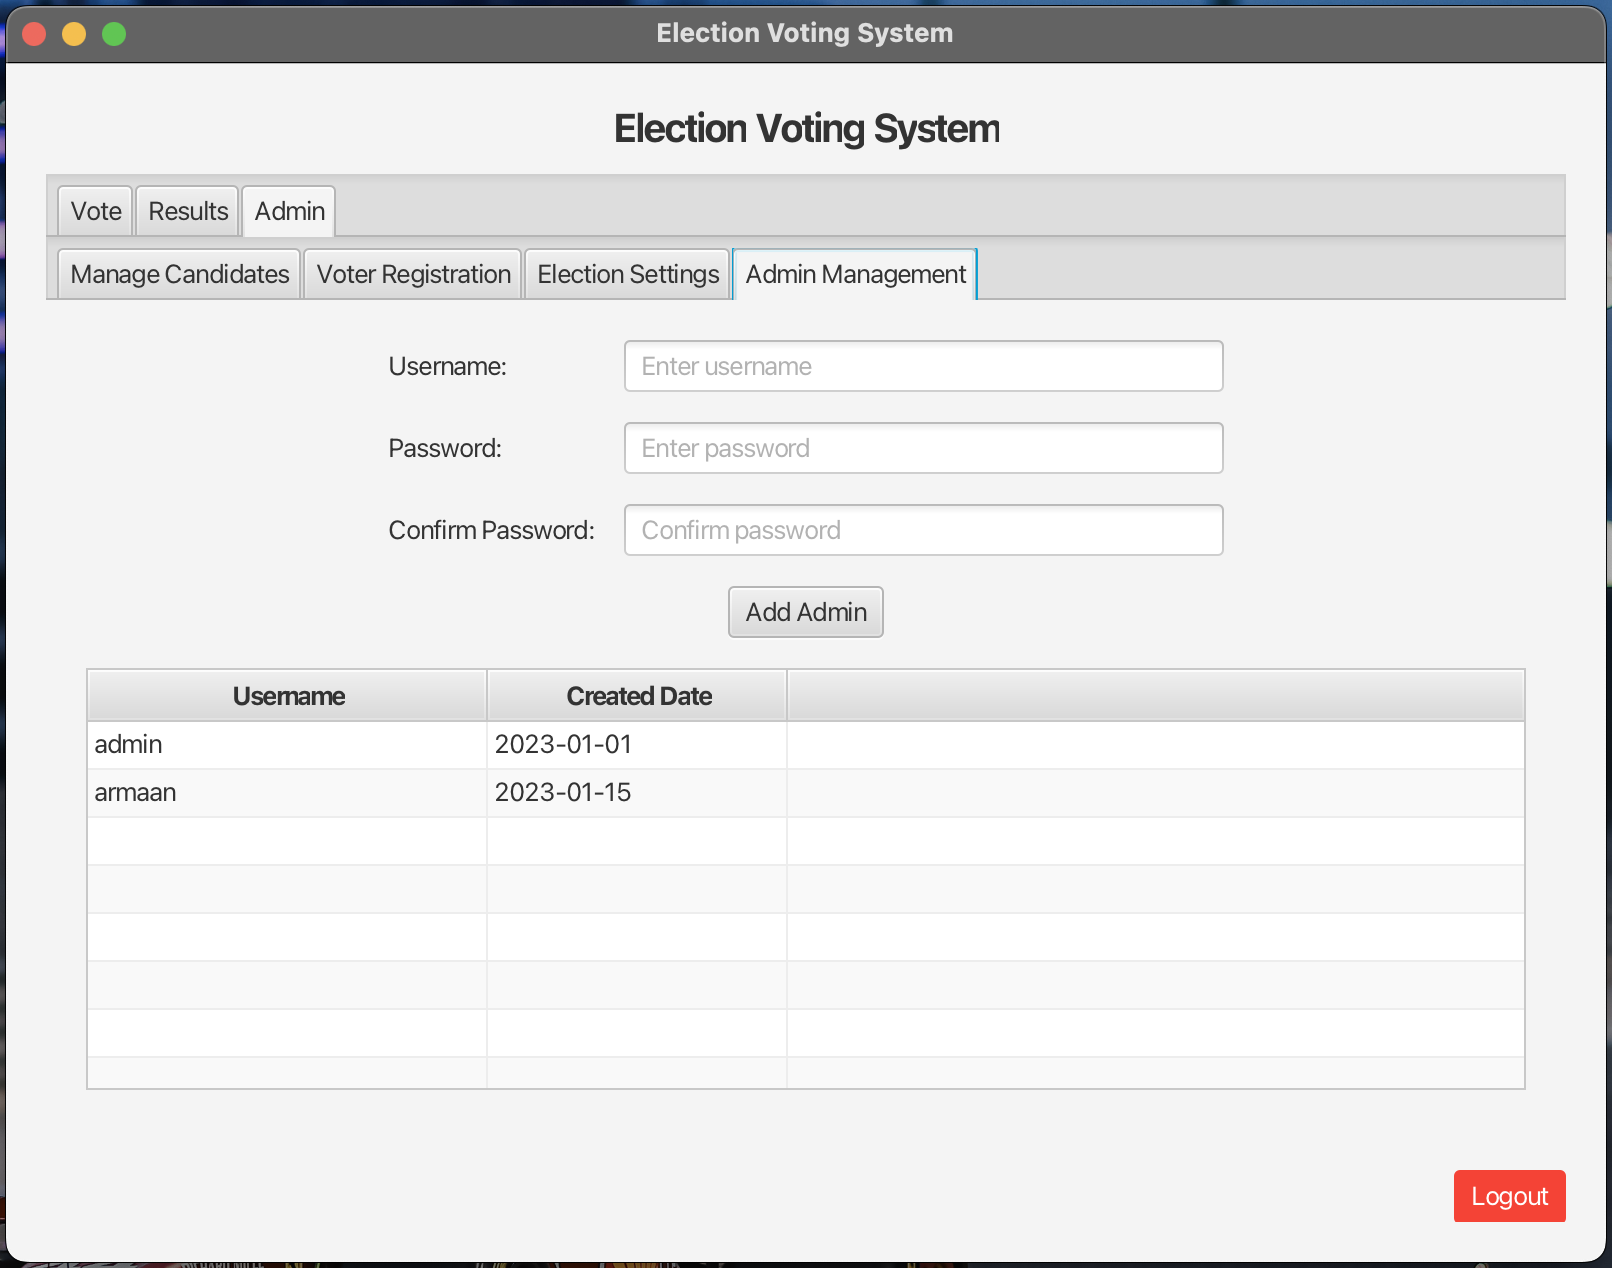 Election Voting System
Election Voting System
Vote Results Admin
Manage Candidates Voter Registration Election Settings Admin Management
Username: Enter username
Password: Enter password
Confirm Password: Confirm password
Add Admin
Username Created Date
admin 2023-01-01
armaan 2023-01-15
Logout